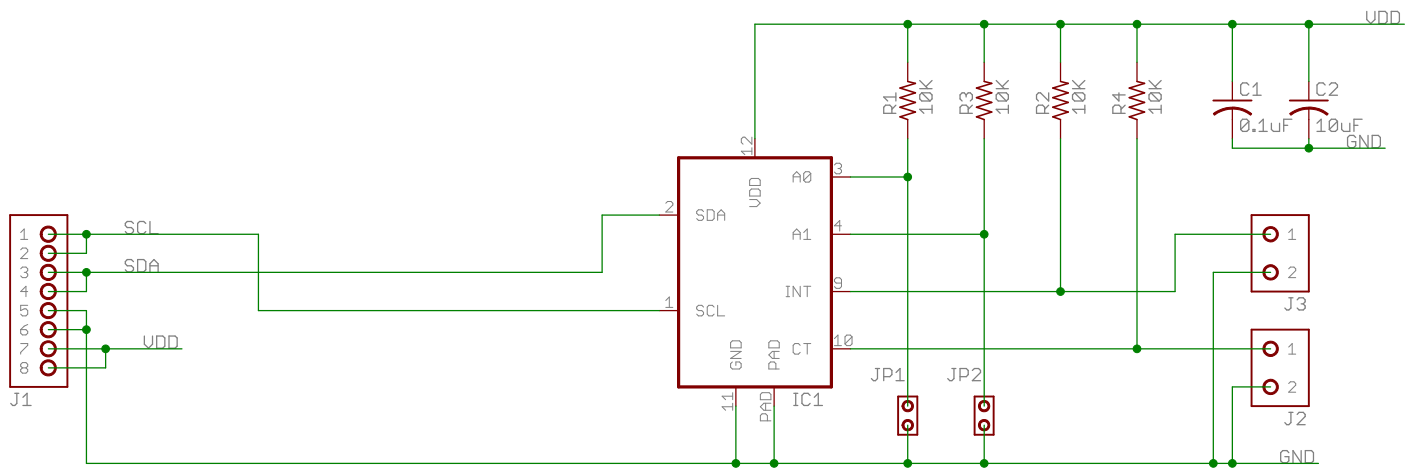 VDD
R1
10K
R3
10K
R2
10K
R4
10K
C1
0.1uF
C2
10uF
GND
12
VDD
A0
3
2
SDA
A1
4
INT
9
1
SCL
CT
10
GND
PAD
11
PAD
IC1
1
2
3
4
5
6
7
8
SCL
SDA
VDD
J1
JP1
JP2
1
2
J3
1
2
J2
GND